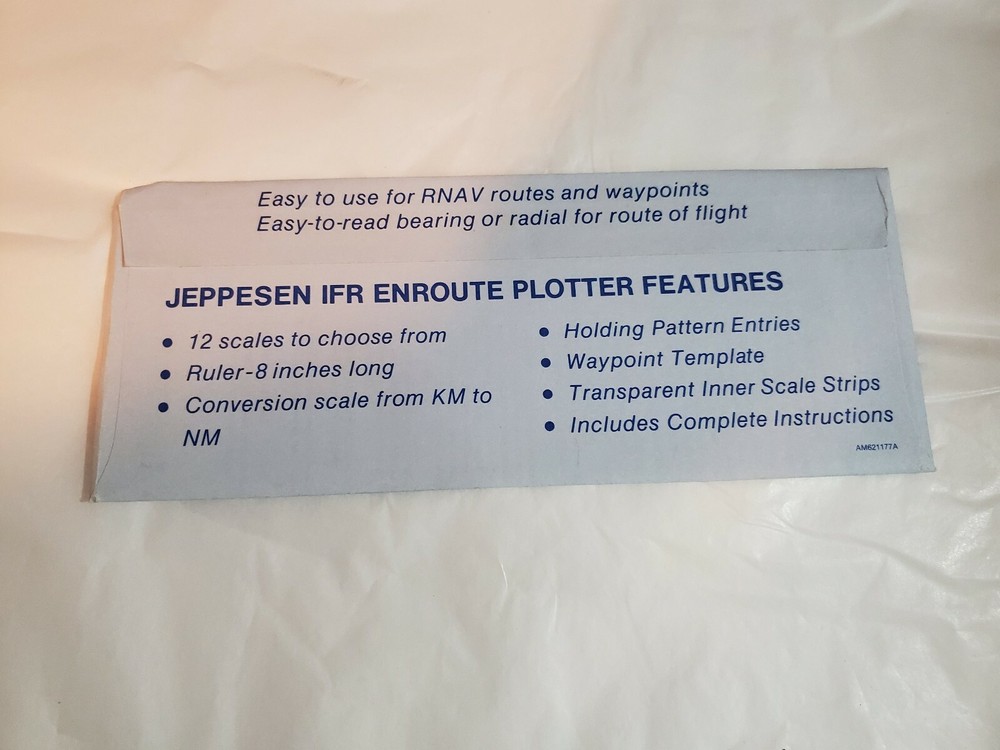 Easy to use for RNAV routes and waypoints
Easy-to-read bearing or radial for route of flight
JEPPESEN IFR ENROUTE PLOTTER FEATURES
• 12 scales to choose from
• Ruler-8 inches long
• Conversion scale from KM to
NM
• Holding Pattern Entries
• Waypoint Template
• Transparent Inner Scale Strips
• Includes Complete Instructions
AM621177A